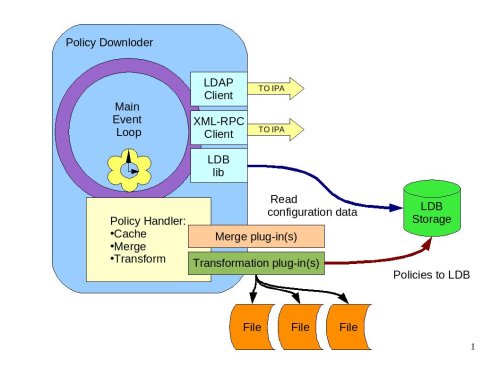 Policy Downloder
LDAP
Client
TO IPA
Main
Event
Loop
XML-RPC
Client
TO IPA
LDB
lib
Read
configuration data
LDB
Storage
Policy Handler:
•Cache
•Merge
•Transform
Merge plug-in(s)
Transformation plug-in(s)
Policies to LDB
File
File
File
1